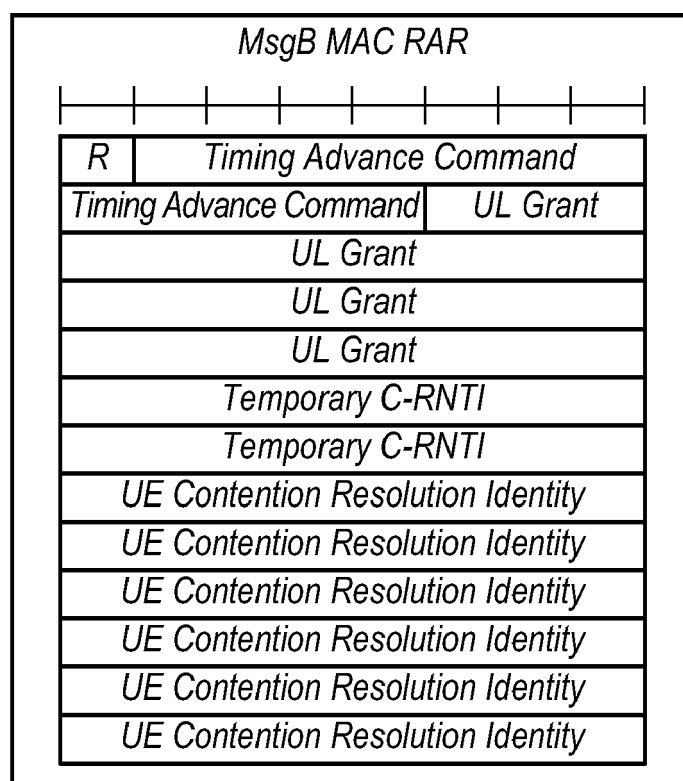 MsgB MAC RAR
R Timing Advance Command
Timing Advance Command UL Grant
UL Grant
UL Grant
UL Grant
Temporary C-RNTI
Temporary C-RNTI
UE Contention Resolution Identity
UE Contention Resolution Identity
UE Contention Resolution Identity
UE Contention Resolution Identity
UE Contention Resolution Identity
UE Contention Resolution Identity